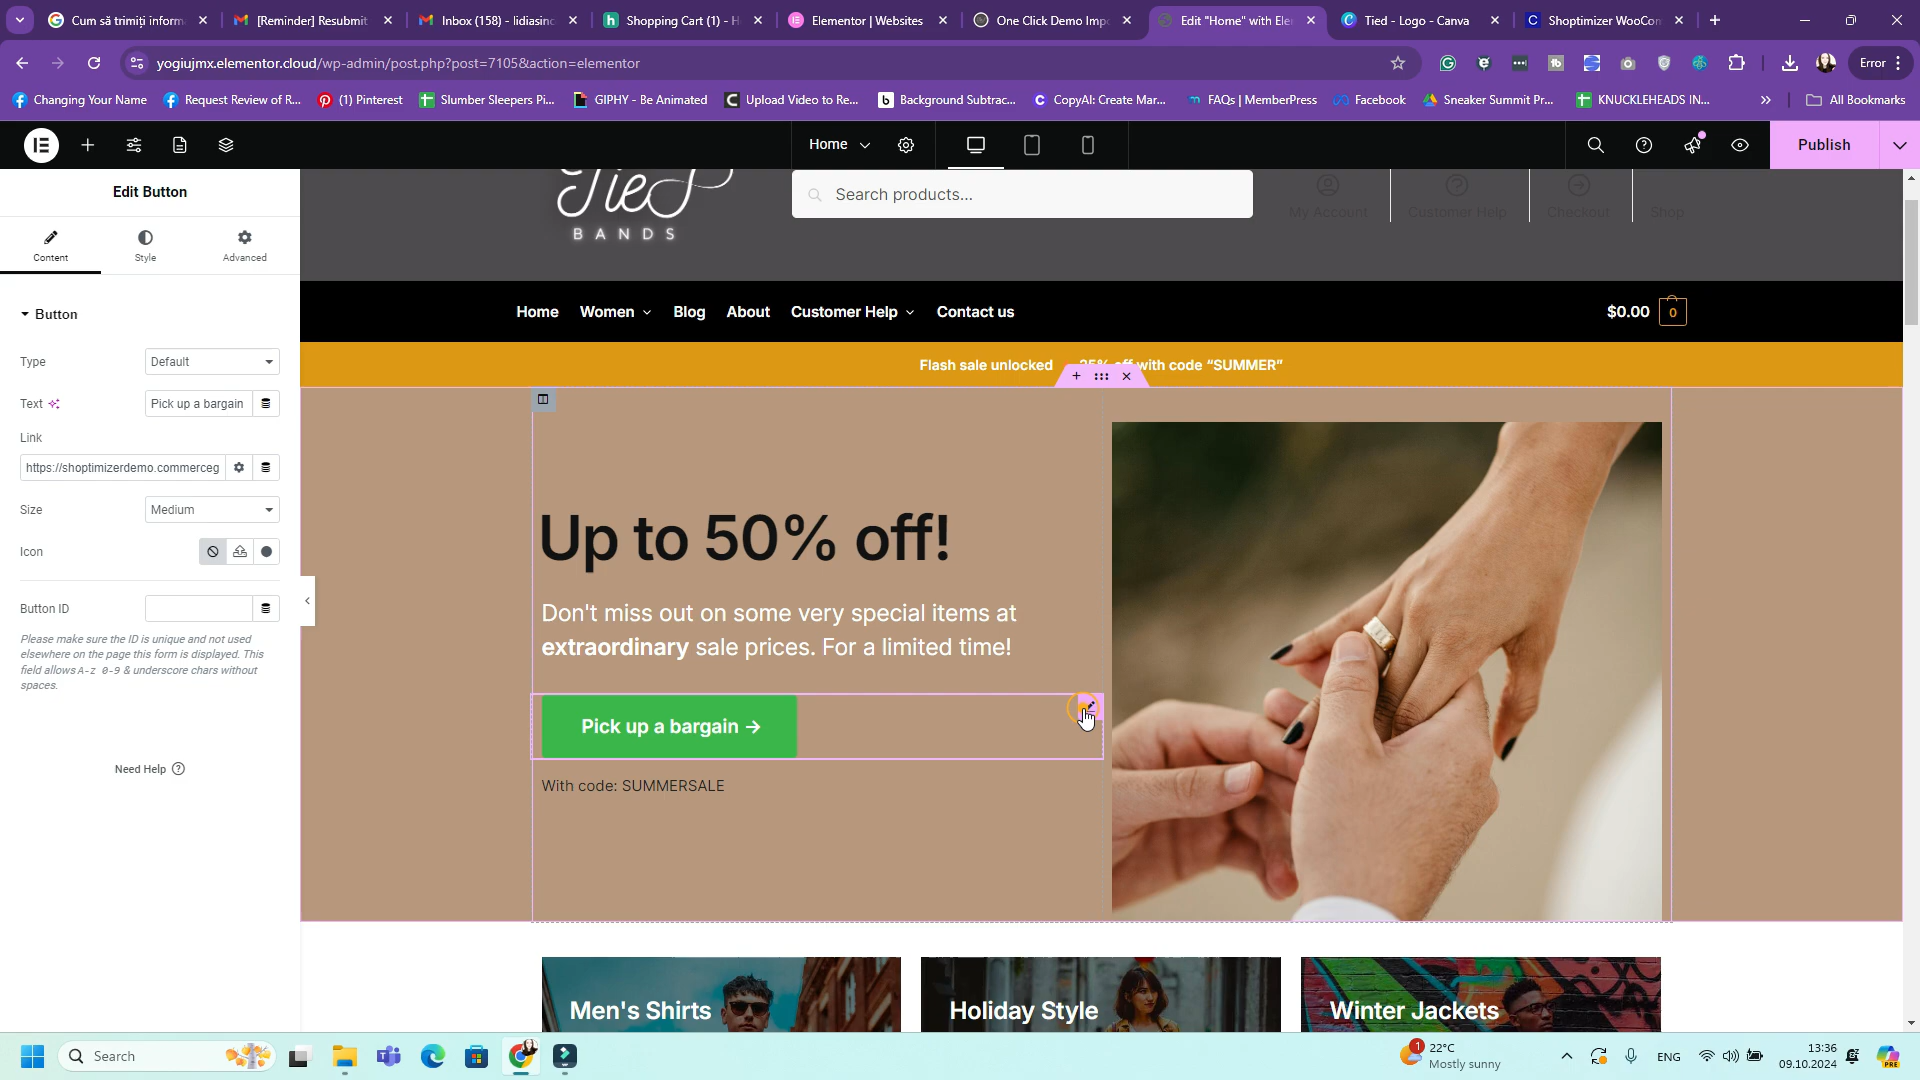 Cum să trimiți inform
[Reminder] Resubmit
Inbox (158) - lidiasinc
Shopping Cart (1) - H
Elementor | Websites
One Click Demo Imp
Edit "Home" with Ele
Tied - Logo - Canva
Shoptimizer WooCom
yogiujmx.elementor.cloud/wp-admin/post.php?post=7105&action=elementor
Error
Changing Your Name
Request Review of R...
(1) Pinterest
Slumber Sleepers Pi...
GIPHY - Be Animated
Upload Video to Re...
Background Subtrac...
CopyAI: Create Mar...
FAQs | MemberPress
Facebook
Sneaker Summit Pr...
KNUCKLEHEADS IN...
All Bookmarks
Home
Publish
Edit Button
Content
Style
Advanced
Button
Type
Default
Text
Pick up a bargain
Link
https://shoptimizerdemo.commerceg
Size
Medium
Icon
Button ID
Please make sure the ID is unique and not used
elsewhere on the page this form is displayed. This
field allows A-z 0-9 & underscore chars without
spaces.
Need Help
Tied
BANDS
Search products...
My Account
Customer Help
Checkout
Shop
Home
Women
Blog
About
Customer Help
Contact us
$0.00
0
Flash sale unlocked
25% off with code “SUMMER”
Up to 50% off!
Don't miss out on some very special items at
extraordinary sale prices. For a limited time!
Pick up a bargain →
With code: SUMMERSALE
Men's Shirts
Holiday Style
Winter Jackets
Search
1
22°C
Mostly sunny
ENG
13:36
09.10.2024
PRE